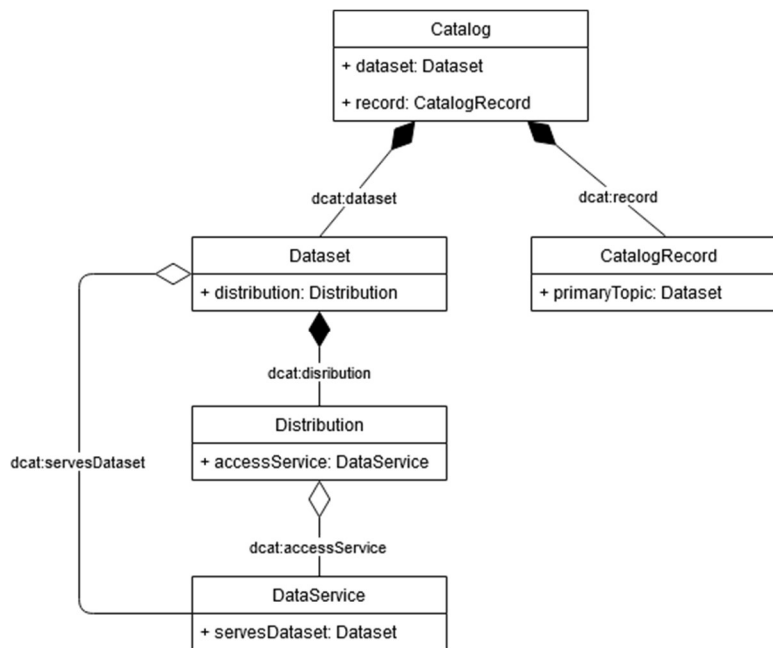 Catalog
+ dataset: Dataset
+ record: CatalogRecord
dcat:dataset
dcat:record
Dataset
+ distribution: Distribution
CatalogRecord
+ primaryTopic: Dataset
dcat:disribution
Distribution
+ accessService: DataService
dcat:servesDataset
dcat:accessService
DataService
+ servesDataset: Dataset